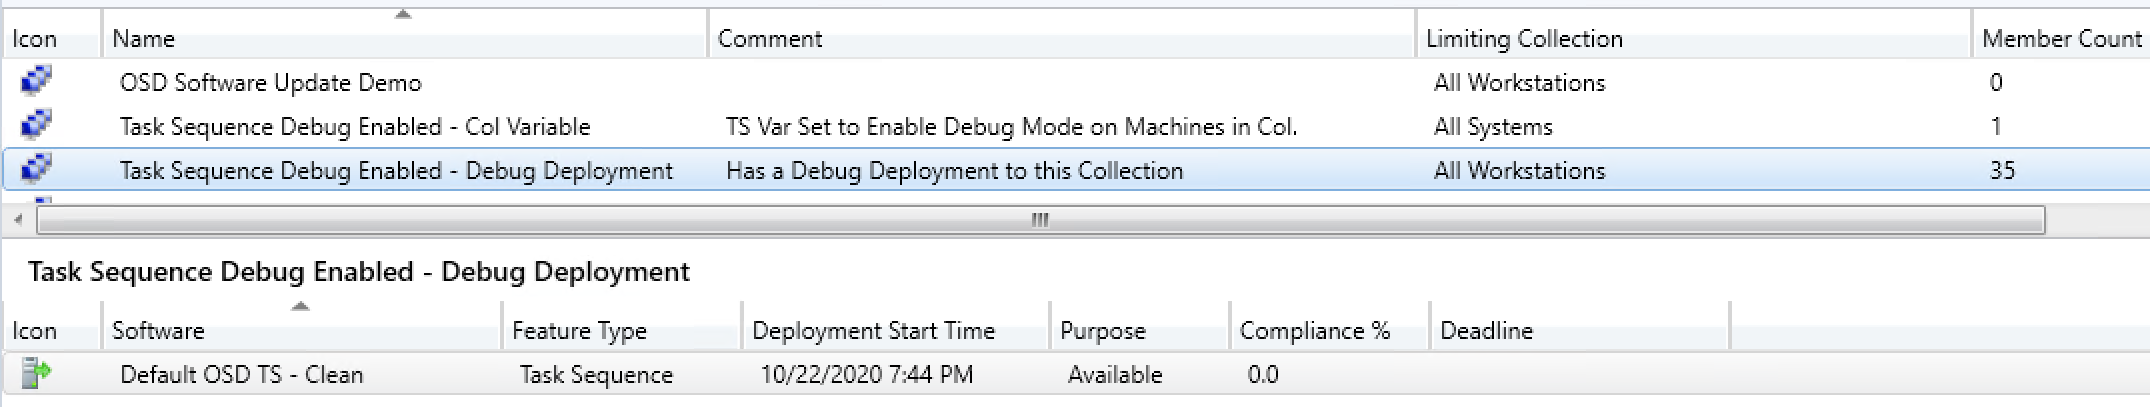 Icon Name Comment Limiting Collection Member Count
OSD Software Update Demo All Workstations 0
Task Sequence Debug Enabled - Col Variable TS Var Set to Enable Debug Mode on Machines in Col. All Systems 1
Task Sequence Debug Enabled - Debug Deployment Has a Debug Deployment to this Collection All Workstations 35
Task Sequence Debug Enabled - Debug Deployment
Icon Software Feature Type Deployment Start Time Purpose Compliance % Deadline
Default OSD TS - Clean Task Sequence 10/22/2020 7:44 PM Available 0.0